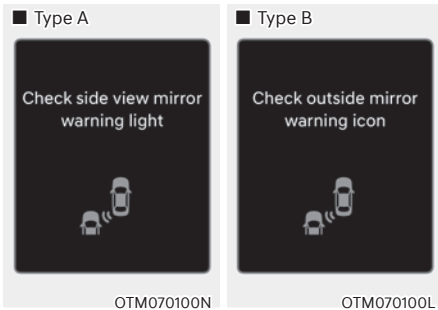 ■ Type A
Check side view mirror
warning light
OTM070100N
■ Type B
Check outside mirror
warning icon
OTM070100L